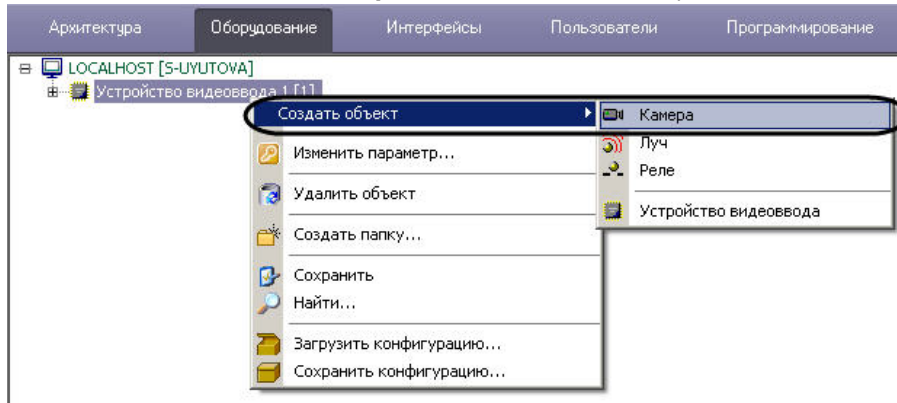 Архитектура Оборудование Интерфейсы Пользователи Программирование
LOCALHOST [S-UYUTOVA]
Устройство видеоввода 1 [1]
Создать объект
Изменить параметр...
Удалить объект
Создать папку...
Сохранить
Найти...
Загрузить конфигурацию...
Сохранить конфигурацию...
Камера
Луч
Реле
Устройство видеоввода